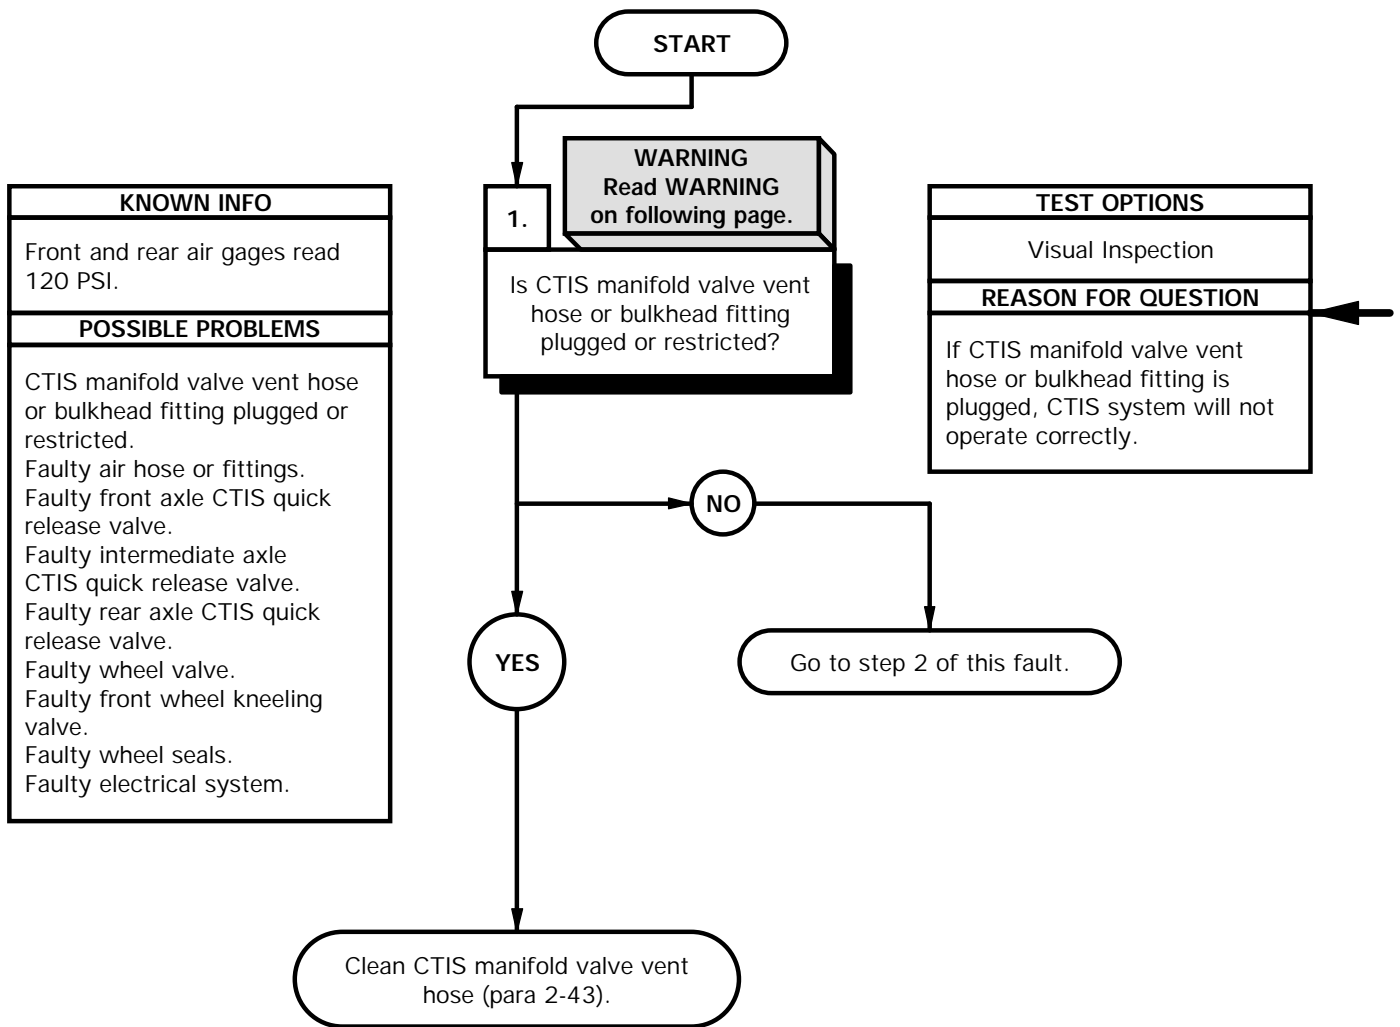 START
WARNING
Read WARNING
on following page.
KNOWN INFO
Front and rear air gages read
120 PSI.
POSSIBLE PROBLEMS
CTIS manifold valve vent hose
or bulkhead fitting plugged or
restricted.
Faulty air hose or fittings.
Faulty front axle CTIS quick
release valve.
Faulty intermediate axle
CTIS quick release valve.
Faulty rear axle CTIS quick
release valve.
Faulty wheel valve.
Faulty front wheel kneeling
valve.
Faulty wheel seals.
Faulty electrical system.
1.
Is CTIS manifold valve vent
hose or bulkhead fitting
plugged or restricted?
TEST OPTIONS
Visual Inspection
REASON FOR QUESTION
If CTIS manifold valve vent
hose or bulkhead fitting is
plugged, CTIS system will not
operate correctly.
NO
YES
Go to step 2 of this fault.
Clean CTIS manifold valve vent
hose (para 2-43).